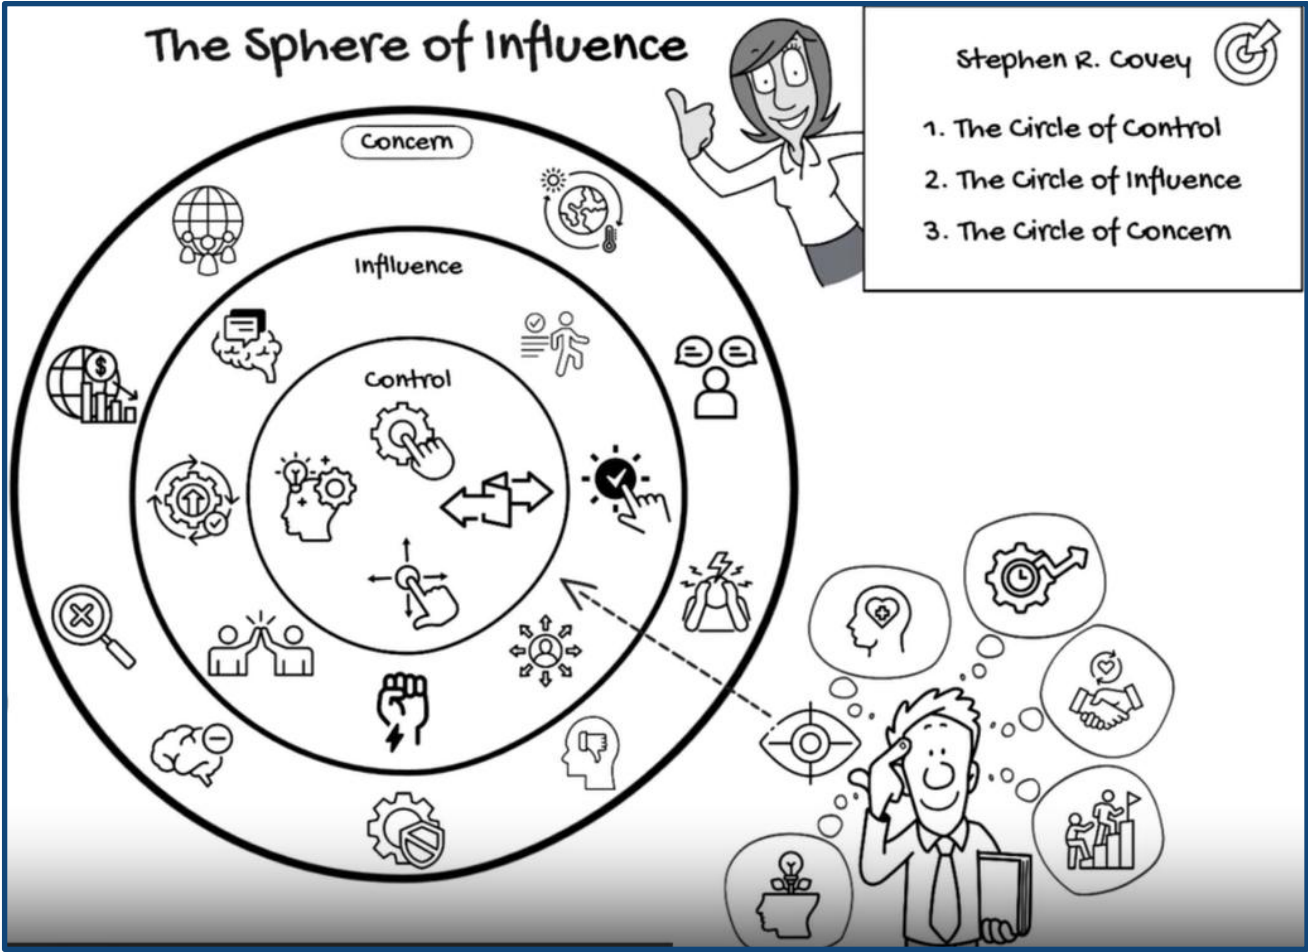 The Sphere of Influence
Stephen R. Covey
1. The Circle of Control
2. The Circle of Influence
3. The Circle of Concern
Concern
Inflluence
Control
$